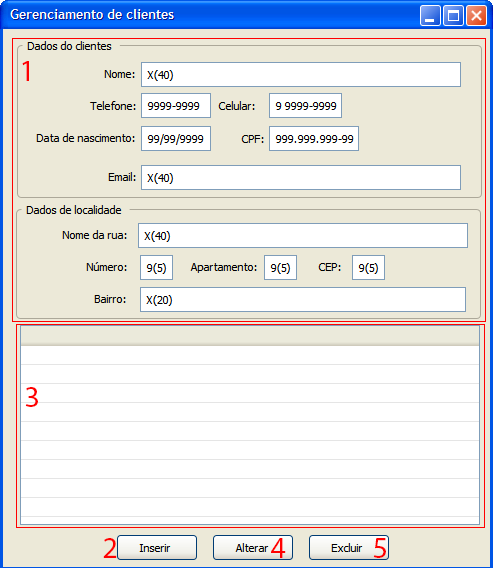 Gerenciamento de clientes
Dados do clientes
1
Nome: X(40)
Telefone: 9999-9999 Celular: 9 9999-9999
Data de nascimento: 99/99/9999 CPF: 999.999.999-99
Email: X(40)
Dados de localidade
Nome da rua: X(40)
Número: 9(5) Apartamento: 9(5) CEP: 9(5)
Bairro: X(20)
3
2 Inserir Alterar 4 Excluir 5